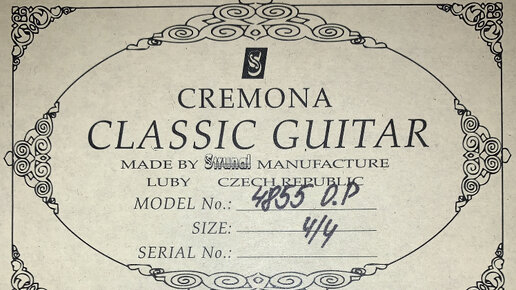 S
CREMONA
CLASSIC GUITAR
MADE BY Strunal MANUFACTURE
LUBY CZECH REPUBLIC
MODEL No.: 4855 O.P
SIZE: 4/4
SERIAL No.: